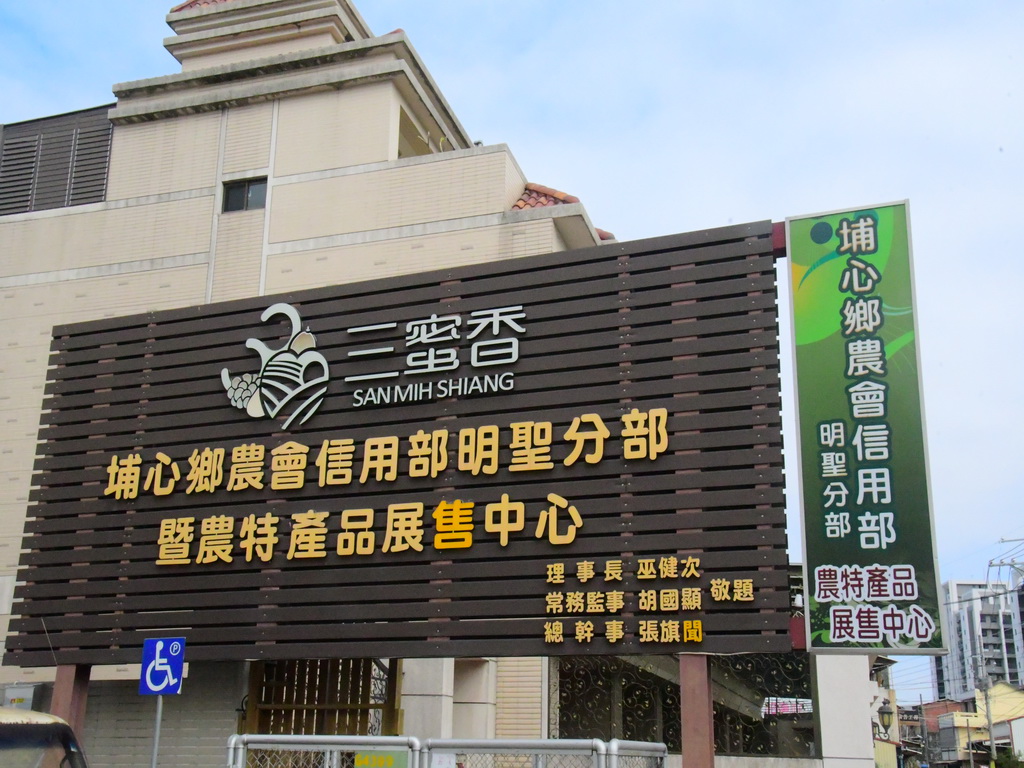 三蜜香
SAN MIH SHIANG
埔心鄉農會信用部明聖分部
暨農特產品展售中心
理事長 巫健次
常務監事 胡國顯 敬題
總幹事 張旗聞
埔心鄉農會信用部
明聖分部
農特產品
展售中心
P